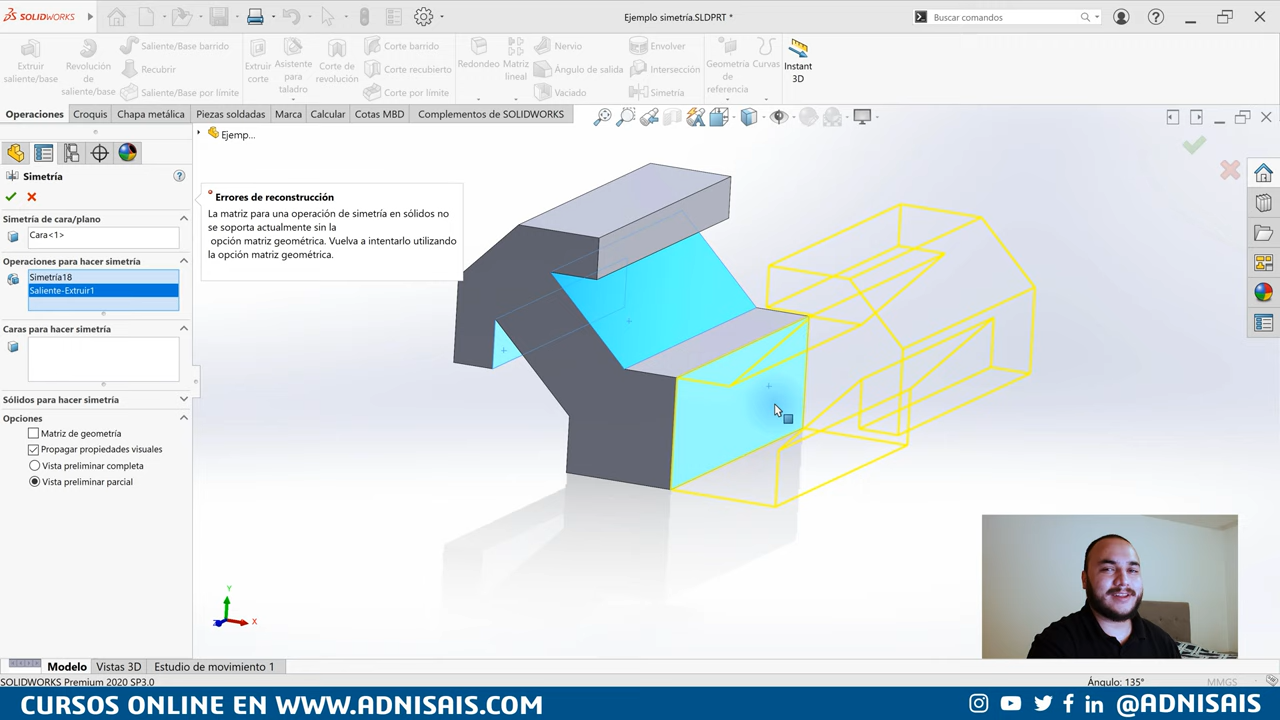 SOLIDWORKS
Ejemplo simetría.SLDPRT *
Buscar comandos
Extruir saliente/base
Revolución de
Saliente/Base barrido
Recubrir
Saliente/Base por límite
Extruir corte
Asistente para taladro
Corte de revolución
Corte barrido
Corte recubierto
Corte por límite
Redondeo
Matriz lineal
Nervio
Ángulo de salida
Vaciado
Envolver
Intersección
Simetría
Geometría de referencia
Curvas
Instant 3D
Operaciones
Croquis
Chapa metálica
Piezas soldadas
Marca
Calcular
Cotas MBD
Complementos de SOLIDWORKS
Ejemp...
Simetría
Simetría de cara/plano
Cara<1>
Operaciones para hacer simetría
Simetría18
Saliente-Extruir1
Caras para hacer simetría
Sólidos para hacer simetría
Opciones
Matriz de geometría
Propagar propiedades visuales
Vista preliminar completa
Vista preliminar parcial
Errores de reconstrucción
La matriz para una operación de simetría en sólidos no
se soporta actualmente sin la
opción matriz geométrica. Vuelva a intentarlo utilizando
la opción matriz geométrica.
Y
Z
X
Modelo
Vistas 3D
Estudio de movimiento 1
SOLIDWORKS Premium 2020 SP3.0
Ángulo: 135°
MMGS
CURSOS ONLINE EN WWW.ADNISAIS.COM
@ADNISAIS